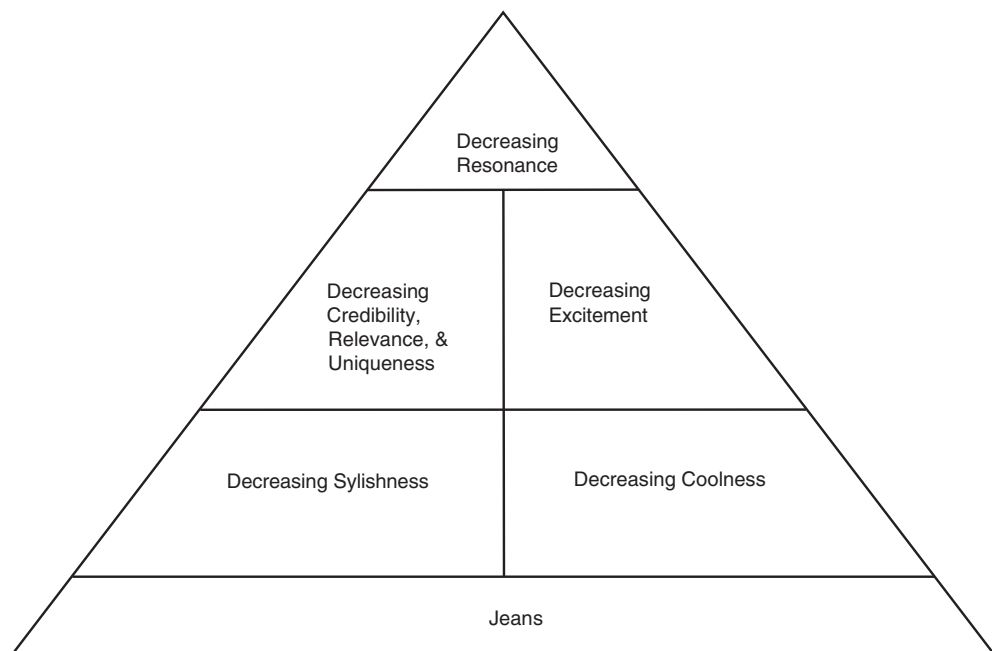 Decreasing
Resonance
Decreasing
Credibility,
Relevance, &
Uniqueness
Decreasing
Excitement
Decreasing Sylishness
Decreasing Coolness
Jeans